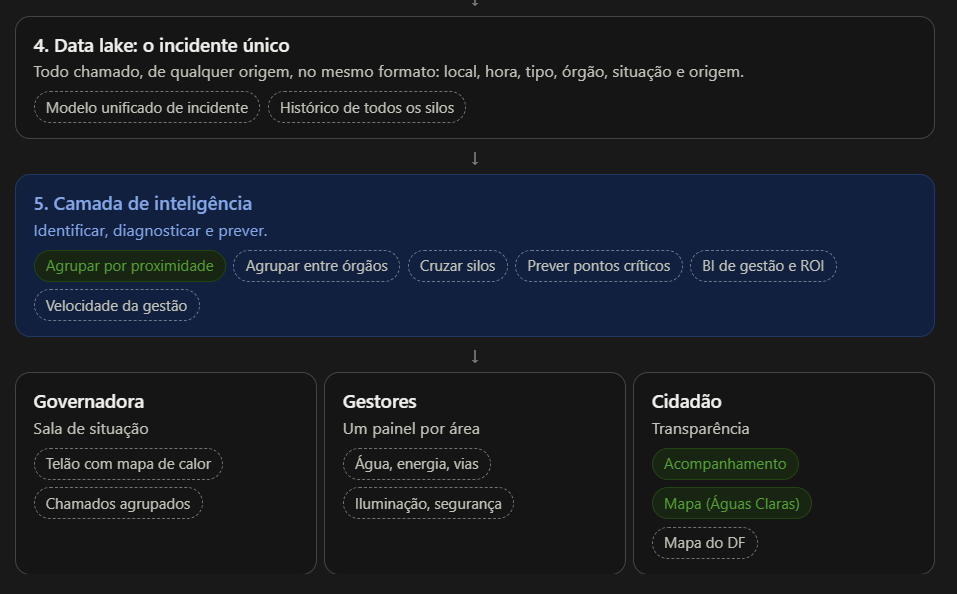 ↓
4. Data lake: o incidente único
Todo chamado, de qualquer origem, no mesmo formato: local, hora, tipo, órgão, situação e origem.
Modelo unificado de incidente
Histórico de todos os silos
↓
5. Camada de inteligência
Identificar, diagnosticar e prever.
Agrupar por proximidade
Agrupar entre órgãos
Cruzar silos
Prever pontos críticos
BI de gestão e ROI
Velocidade da gestão
↓
Governadora
Sala de situação
Telão com mapa de calor
Chamados agrupados
Gestores
Um painel por área
Água, energia, vias
Iluminação, segurança
Cidadão
Transparência
Acompanhamento
Mapa (Águas Claras)
Mapa do DF